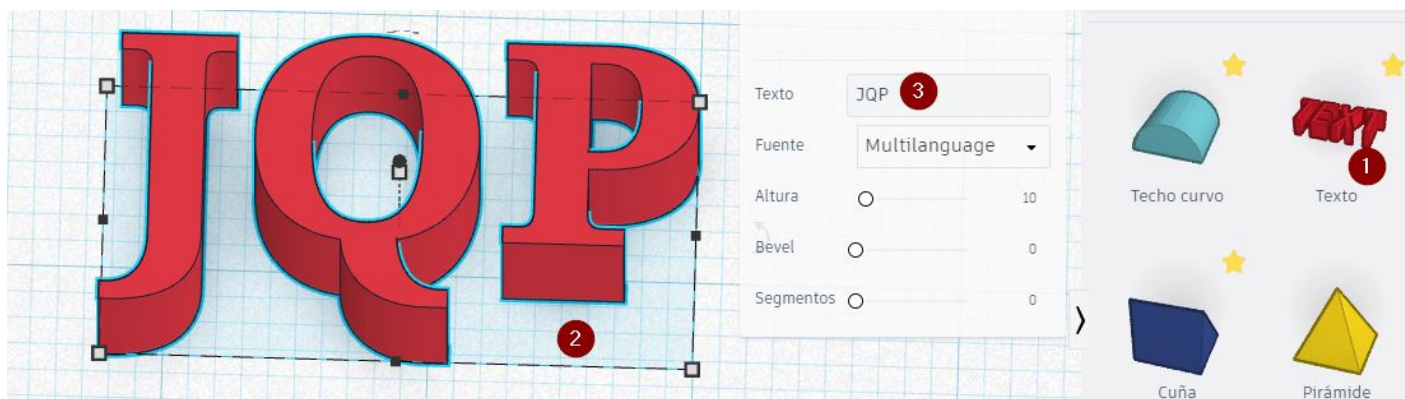 JQP
Texto JQP 3
Fuente Multilanguage
Altura 10
Bevel 0
Segmentos 0
2
TEXT
1
Techo curvo Texto
Cuña Pirámide